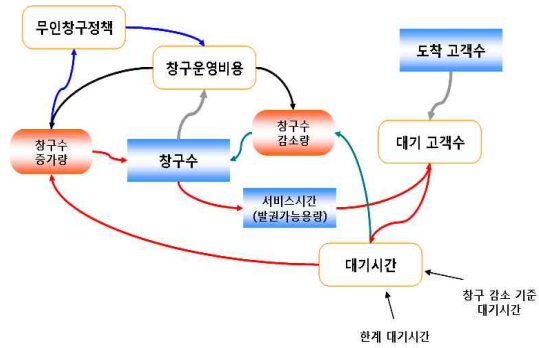 무인창구정책
창구운영비용
도착 고객수
창구수
증가량
창구수
창구수
감소량
대기 고객수
서비스시간
(발권가능용량)
대기시간
창구 감소 기준
대기시간
한계 대기시간